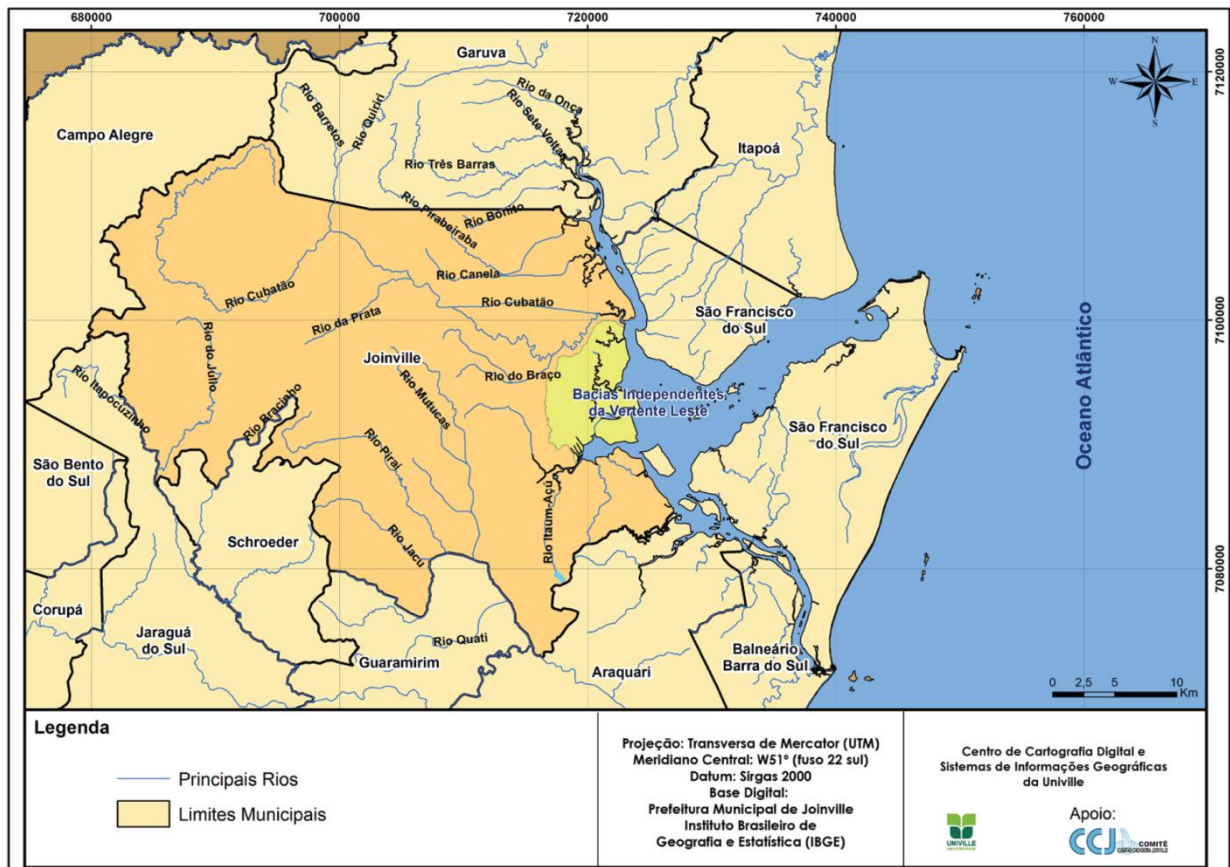 680000
700000
720000
740000
760000
7120000
7100000
7080000
N
W
E
S
Garuva
Campo Alegre
Rio Barretos
Rio Quiriri
Rio da Onça
Rio Sete Voltas
Itapoá
Rio Três Barras
Rio Pirabeiraba
Rio Bonito
Rio Canela
Rio Cubatão
Rio Cubatão
Rio da Prata
São Francisco
do Sul
Rio do Júlio
Joinville
Rio do Braço
Rio Mutucas
Bacias Independentes
da Vertente Leste
Rio Itapocuzinho
Rio Bracinho
Rio Piraí
São Francisco
do Sul
Oceano Atlântico
São Bento
do Sul
Schroeder
Rio Jacu
Rio Itaum-Açú
Corupá
Jaraguá
do Sul
Rio Quati
Guaramirim
Araquari
Balneário
Barra do Sul
0 2,5 5 10
Km
Legenda
Principais Rios
Limites Municipais
Projeção: Transversa de Mercator (UTM)
Meridiano Central: W51º (fuso 22 sul)
Datum: Sirgas 2000
Base Digital:
Prefeitura Municipal de Joinville
Instituto Brasileiro de
Geografia e Estatística (IBGE)
Centro de Cartografia Digital e
Sistemas de Informações Geográficas
da Univille
UNIVILLE
Apoio:
CCJ COMITÊ
CUBATÃO CACHOEIRA JOINVILLE